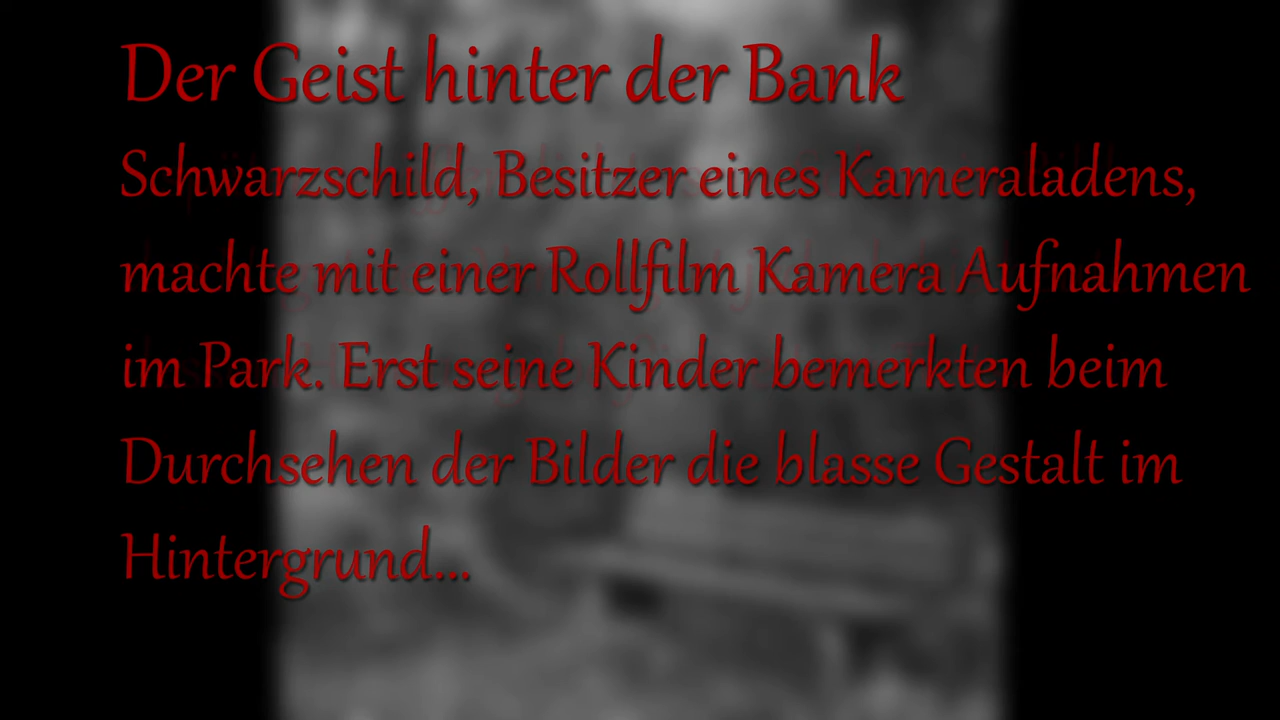 Der Geist hinter der Bank
Schwarzschild, Besitzer eines Kameraladens,
machte mit einer Rollfilm Kamera Aufnahmen
im Park. Erst seine Kinder bemerkten beim
Durchsehen der Bilder die blasse Gestalt im
Hintergrund...